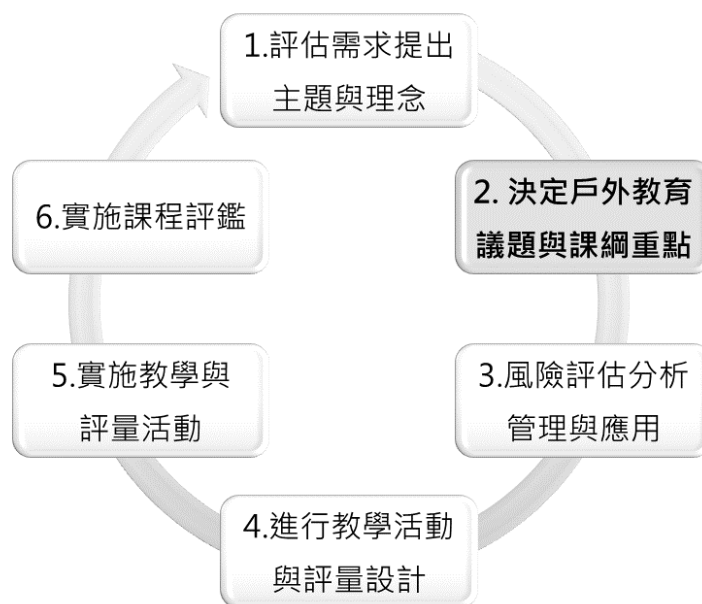 1.評估需求提出
主題與理念
2. 決定戶外教育
議題與課綱重點
3.風險評估分析
管理與應用
4.進行教學活動
與評量設計
5.實施教學與
評量活動
6.實施課程評鑑